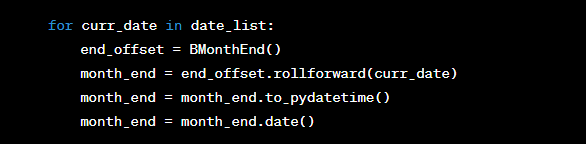 for curr_date in date_list:
    end_offset = BMonthEnd()
    month_end = end_offset.rollforward(curr_date)
    month_end = month_end.to_pydatetime()
    month_end = month_end.date()